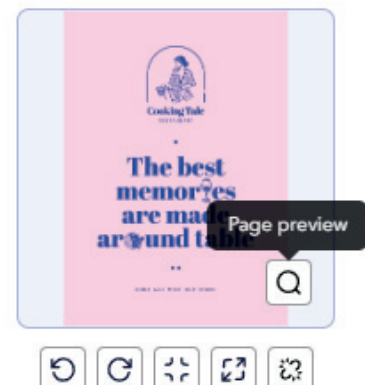 Cooking Tale
The best
memories
are made
around table
Page preview